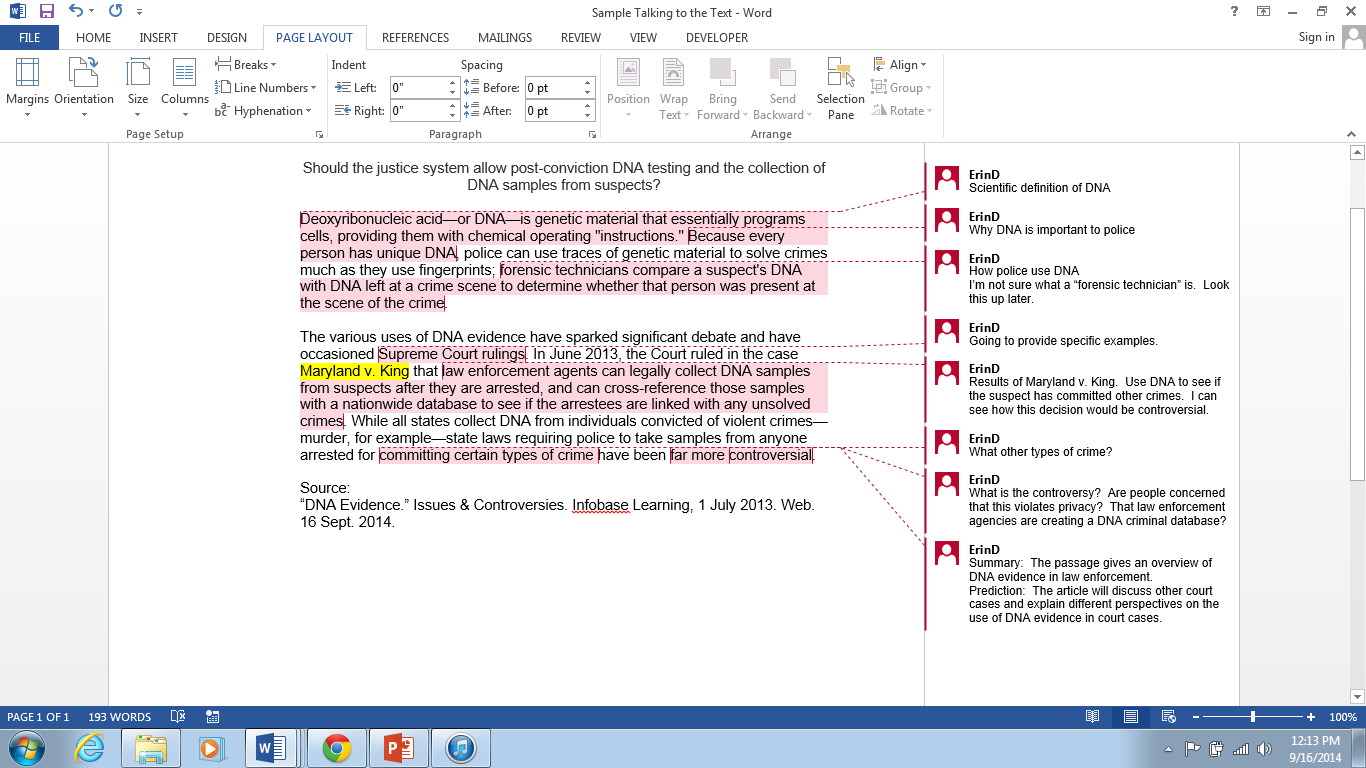 Sample Talking to the Text - Word
?
FILE HOME INSERT DESIGN PAGE LAYOUT REFERENCES MAILINGS REVIEW VIEW DEVELOPER Sign in
Margins Orientation Size Columns
Breaks
Line Numbers
Hyphenation
Page Setup
Indent
Left: 0"
Right: 0"
Spacing
Before: 0 pt
After: 0 pt
Paragraph
Position
Wrap Text
Bring Forward
Send Backward
Selection Pane
Align
Group
Rotate
Arrange
Should the justice system allow post-conviction DNA testing and the collection of
DNA samples from suspects?
Deoxyribonucleic acid—or DNA—is genetic material that essentially programs
cells, providing them with chemical operating "instructions." Because every
person has unique DNA, police can use traces of genetic material to solve crimes
much as they use fingerprints; forensic technicians compare a suspect's DNA
with DNA left at a crime scene to determine whether that person was present at
the scene of the crime.
The various uses of DNA evidence have sparked significant debate and have
occasioned Supreme Court rulings. In June 2013, the Court ruled in the case
Maryland v. King that law enforcement agents can legally collect DNA samples
from suspects after they are arrested, and can cross-reference those samples
with a nationwide database to see if the arrestees are linked with any unsolved
crimes. While all states collect DNA from individuals convicted of violent crimes—
murder, for example—state laws requiring police to take samples from anyone
arrested for committing certain types of crime have been far more controversial.
Source:
“DNA Evidence.” Issues & Controversies. Infobase Learning, 1 July 2013. Web.
16 Sept. 2014.
ErinD
Scientific definition of DNA
ErinD
Why DNA is important to police
ErinD
How police use DNA
I’m not sure what a “forensic technician” is. Look
this up later.
ErinD
Going to provide specific examples.
ErinD
Results of Maryland v. King. Use DNA to see if
the suspect has committed other crimes. I can
see how this decision would be controversial.
ErinD
What other types of crime?
ErinD
What is the controversy? Are people concerned
that this violates privacy? That law enforcement
agencies are creating a DNA criminal database?
ErinD
Summary: The passage gives an overview of
DNA evidence in law enforcement.
Prediction: The article will discuss other court
cases and explain different perspectives on the
use of DNA evidence in court cases.
PAGE 1 OF 1 193 WORDS 100%
12:13 PM
9/16/2014